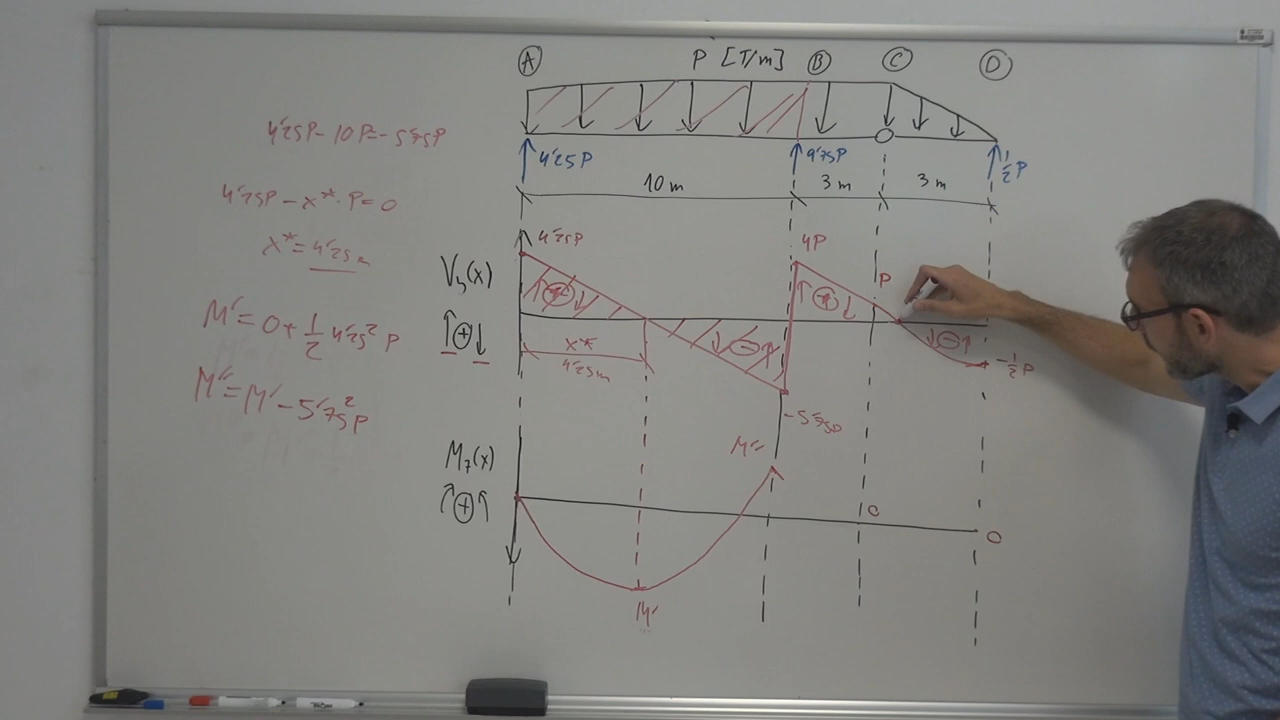 A P [T/m] B C D
4'25P - 10P = - 5'75P
4'25P 9'75P 1/2 P
10 m 3 m 3 m
4'25P - x* · P = 0
x* = 4'25 m
4'25P 4P P
Vy(x)
+ - + -
x*
4'25m
- 1/2 P
- 5'75P
M' = 0 + 1/2 4'25² P
M'' = M' - 5'75² P
M''
Mz(x)
+
0 0
M'